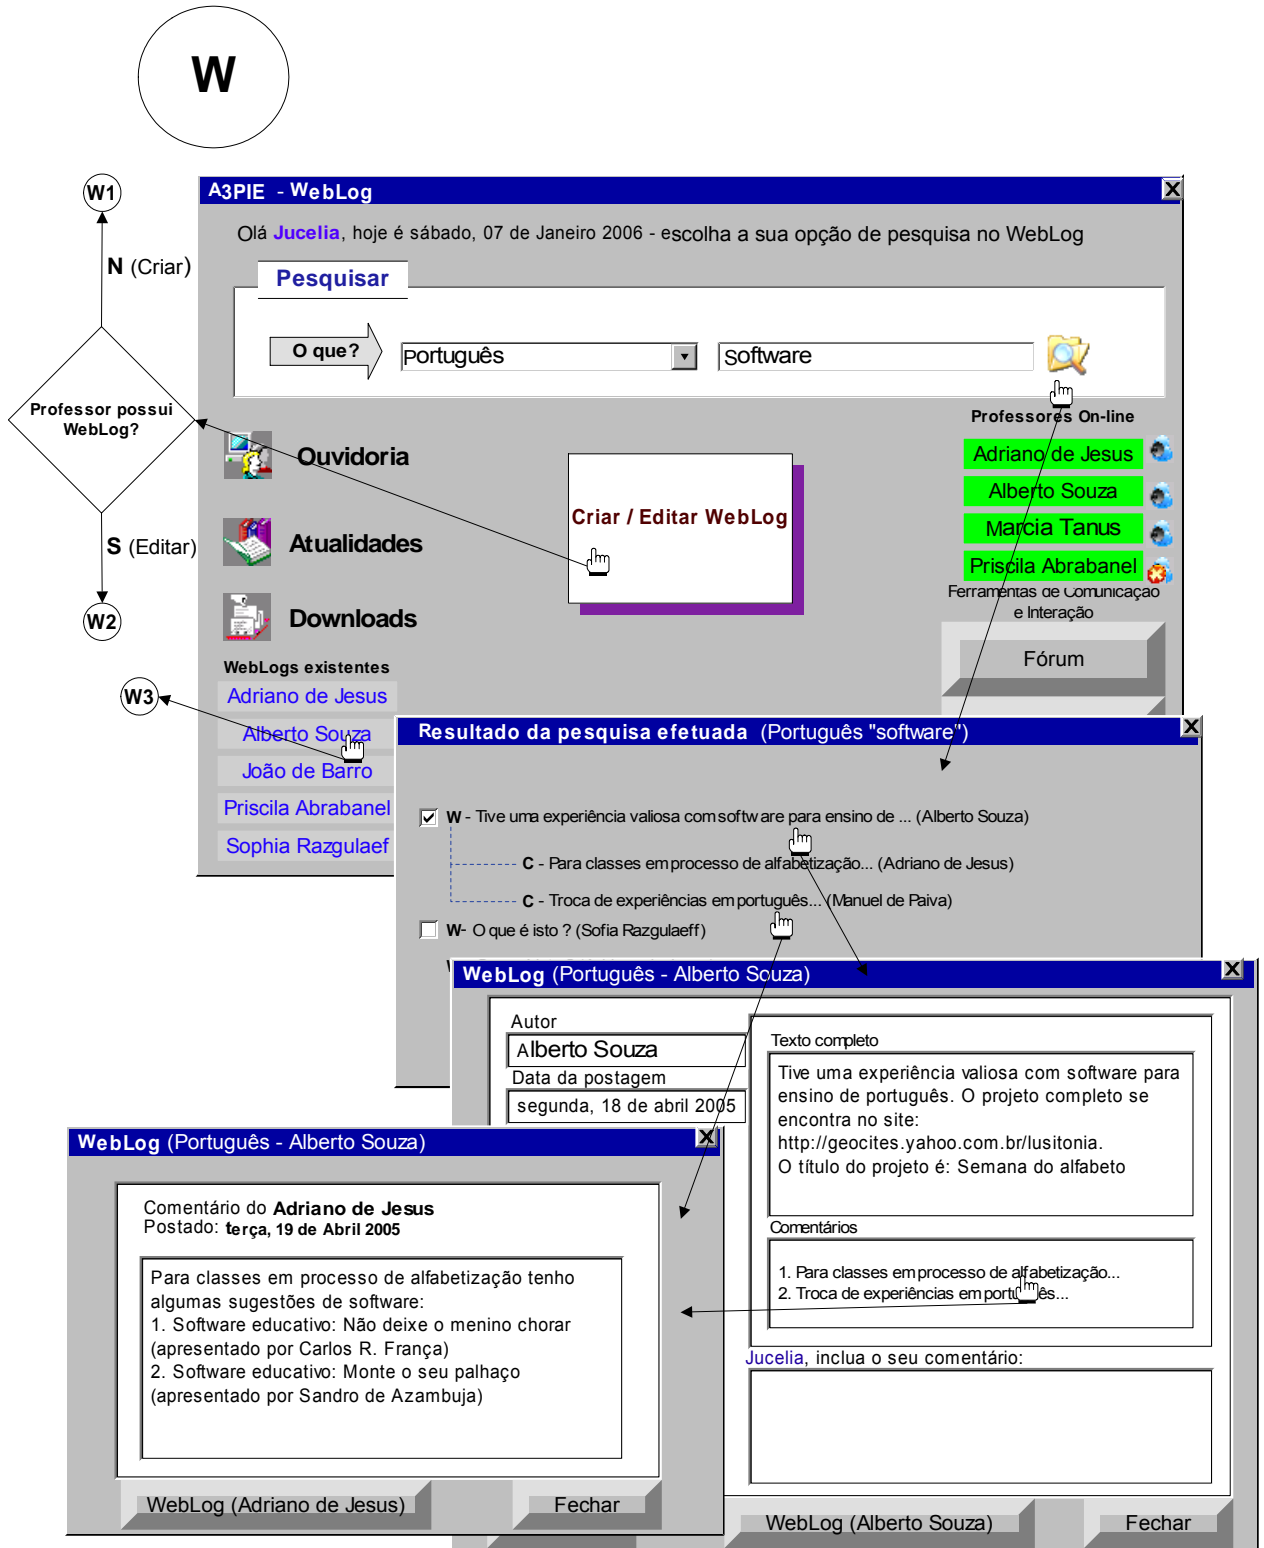 W
W1
N (Criar)
Professor possui
WebLog?
S (Editar)
W2
W3
A3PIE - WebLog
X
Olá Jucelia, hoje é sábado, 07 de Janeiro 2006 - escolha a sua opção de pesquisa no WebLog
Pesquisar
O que?
Português
Software
Ouvidoria
Atualidades
Downloads
Criar / Editar WebLog
Professores On-line
Adriano de Jesus
Alberto Souza
Marcia Tanus
Priscila Abrabanel
Ferramentas de Comunicação
e Interação
Fórum
WebLogs existentes
Adriano de Jesus
Alberto Souza
João de Barro
Priscila Abrabanel
Sophia Razgulaef
Resultado da pesquisa efetuada (Português "software")
X
W - Tive uma experiência valiosa com software para ensino de ... (Alberto Souza)
C - Para classes em processo de alfabetização... (Adriano de Jesus)
C - Troca de experiências em português... (Manuel de Paiva)
W- O que é isto ? (Sofia Razgulaeff)
WebLog (Português - Alberto Souza)
X
Autor
Alberto Souza
Data da postagem
segunda, 18 de abril 2005
Texto completo
Tive uma experiência valiosa com software para
ensino de português. O projeto completo se
encontra no site:
http://geocites.yahoo.com.br/lusitonia.
O título do projeto é: Semana do alfabeto
Comentários
1. Para classes em processo de alfabetização...
2. Troca de experiências em português...
Jucelia, inclua o seu comentário:
WebLog (Alberto Souza)
Fechar
WebLog (Português - Alberto Souza)
X
Comentário do Adriano de Jesus
Postado: terça, 19 de Abril 2005
Para classes em processo de alfabetização tenho
algumas sugestões de software:
1. Software educativo: Não deixe o menino chorar
(apresentado por Carlos R. França)
2. Software educativo: Monte o seu palhaço
(apresentado por Sandro de Azambuja)
WebLog (Adriano de Jesus)
Fechar